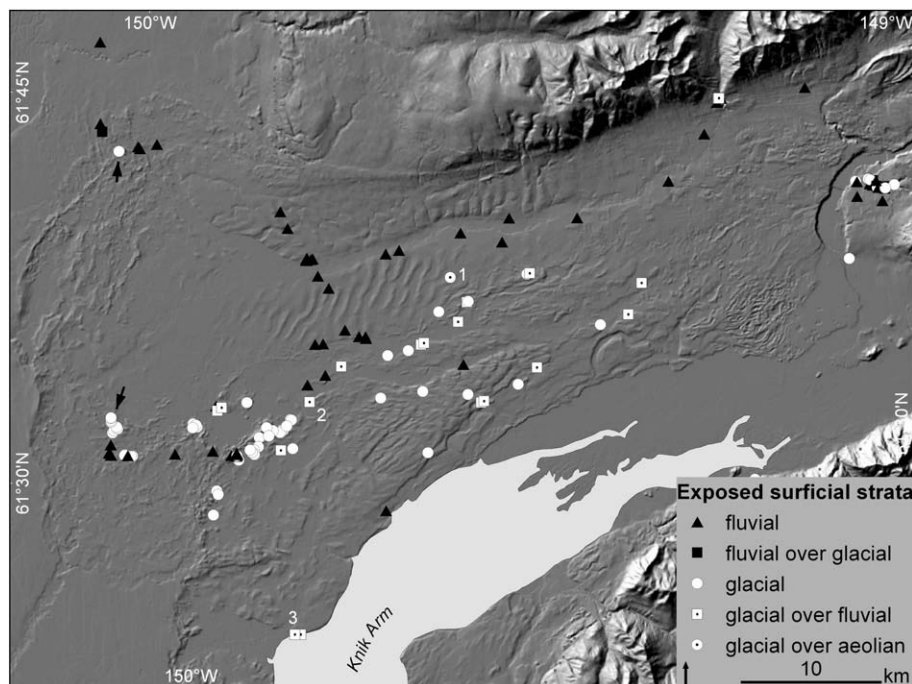 150°W
149°W
61°45'N
1
2
0'N
61°30'N
3
150°W
Knik Arm
Exposed surficial strata
fluvial
fluvial over glacial
glacial
glacial over fluvial
glacial over aeolian
10
km